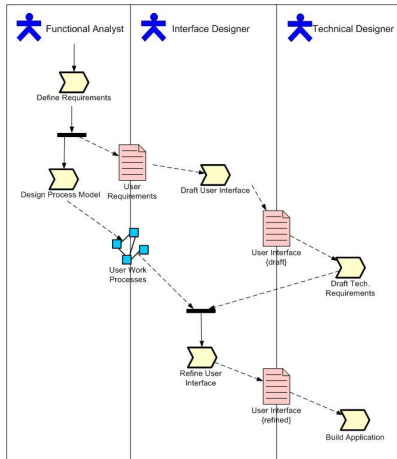 Functional Analyst
Interface Designer
Technical Designer
Define Requirements
Design Process Model
User
Requirements
Draft User Interface
User Interface
{draft}
User Work
Processes
Draft Tech.
Requirements
Refine User
Interface
User Interface
{refined}
Build Application